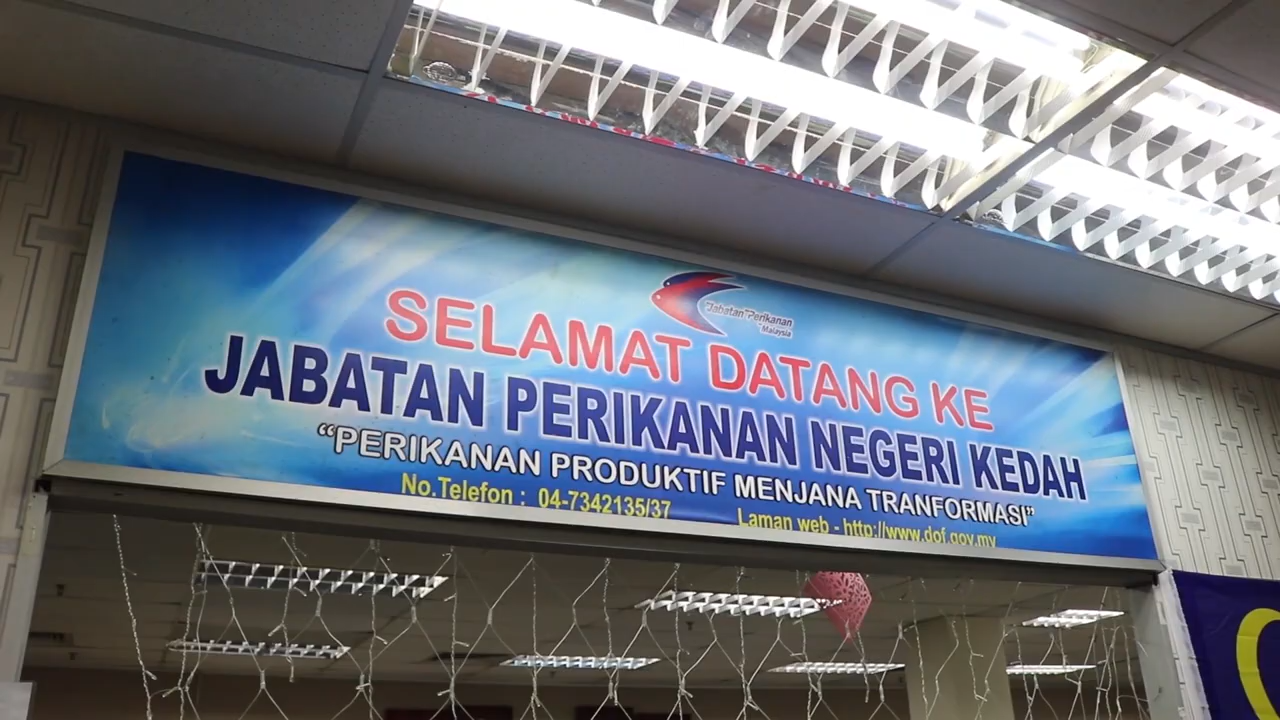 "Jabatan Perikanan
Malaysia
SELAMAT DATANG KE
JABATAN PERIKANAN NEGERI KEDAH
“PERIKANAN PRODUKTIF MENJANA TRANFORMASI”
No.Telefon : 04-7342135/37
Laman web - http://www.dof.gov.my